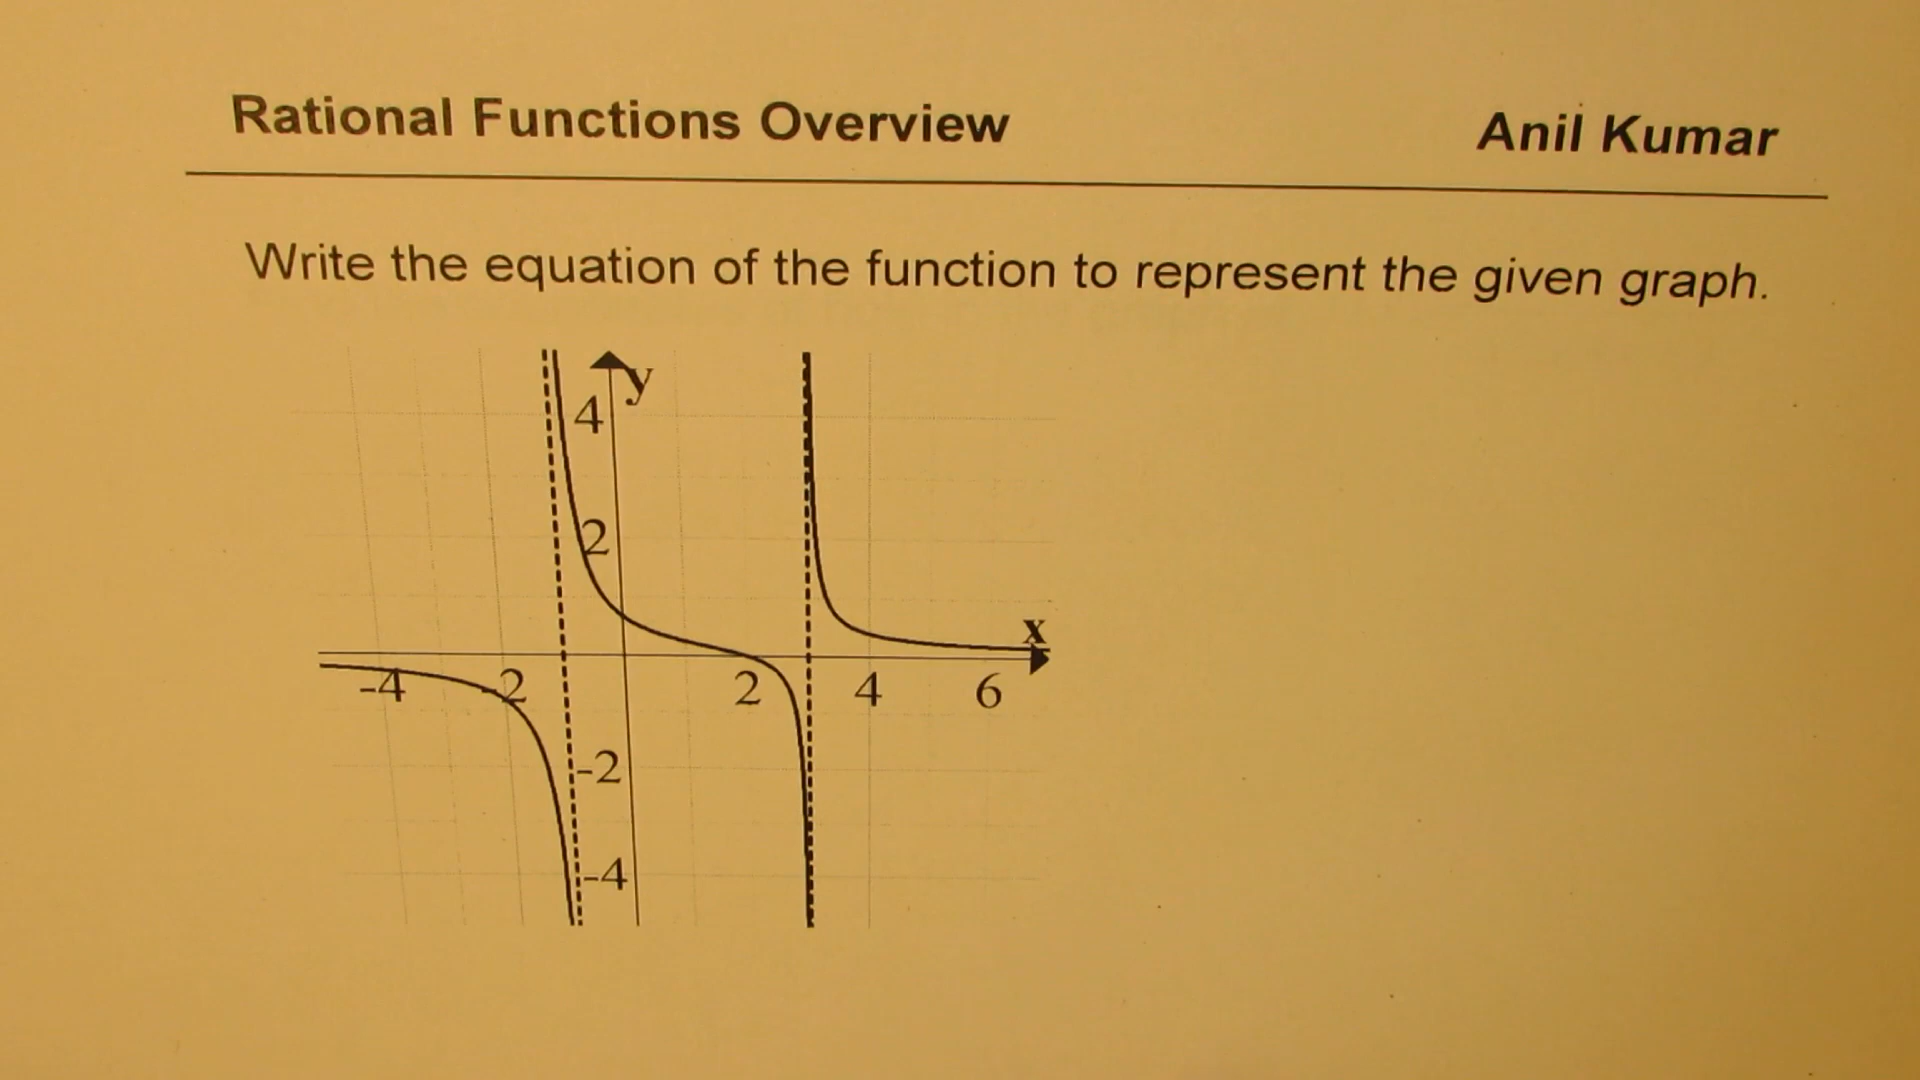 Rational Functions Overview
Anil Kumar
Write the equation of the function to represent the given graph.
y
4
2
x
-4
-2
2
4
6
-2
-4